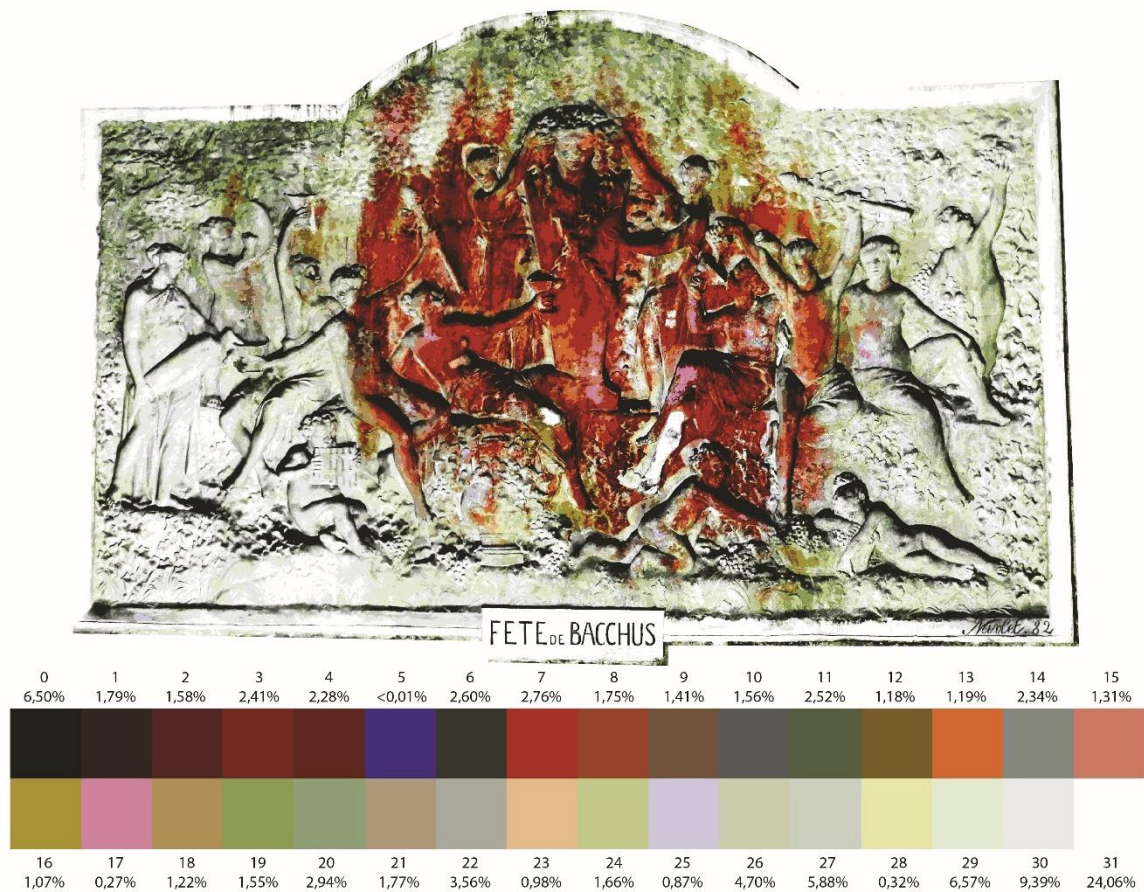 FETE DE BACCHUS
Navlet. 82
0 1 2 3 4 5 6 7 8 9 10 11 12 13 14 15
6,50% 1,79% 1,58% 2,41% 2,28% <0,01% 2,60% 2,76% 1,75% 1,41% 1,56% 2,52% 1,18% 1,19% 2,34% 1,31%
16 17 18 19 20 21 22 23 24 25 26 27 28 29 30 31
1,07% 0,27% 1,22% 1,55% 2,94% 1,77% 3,56% 0,98% 1,66% 0,87% 4,70% 5,88% 0,32% 6,57% 9,39% 24,06%